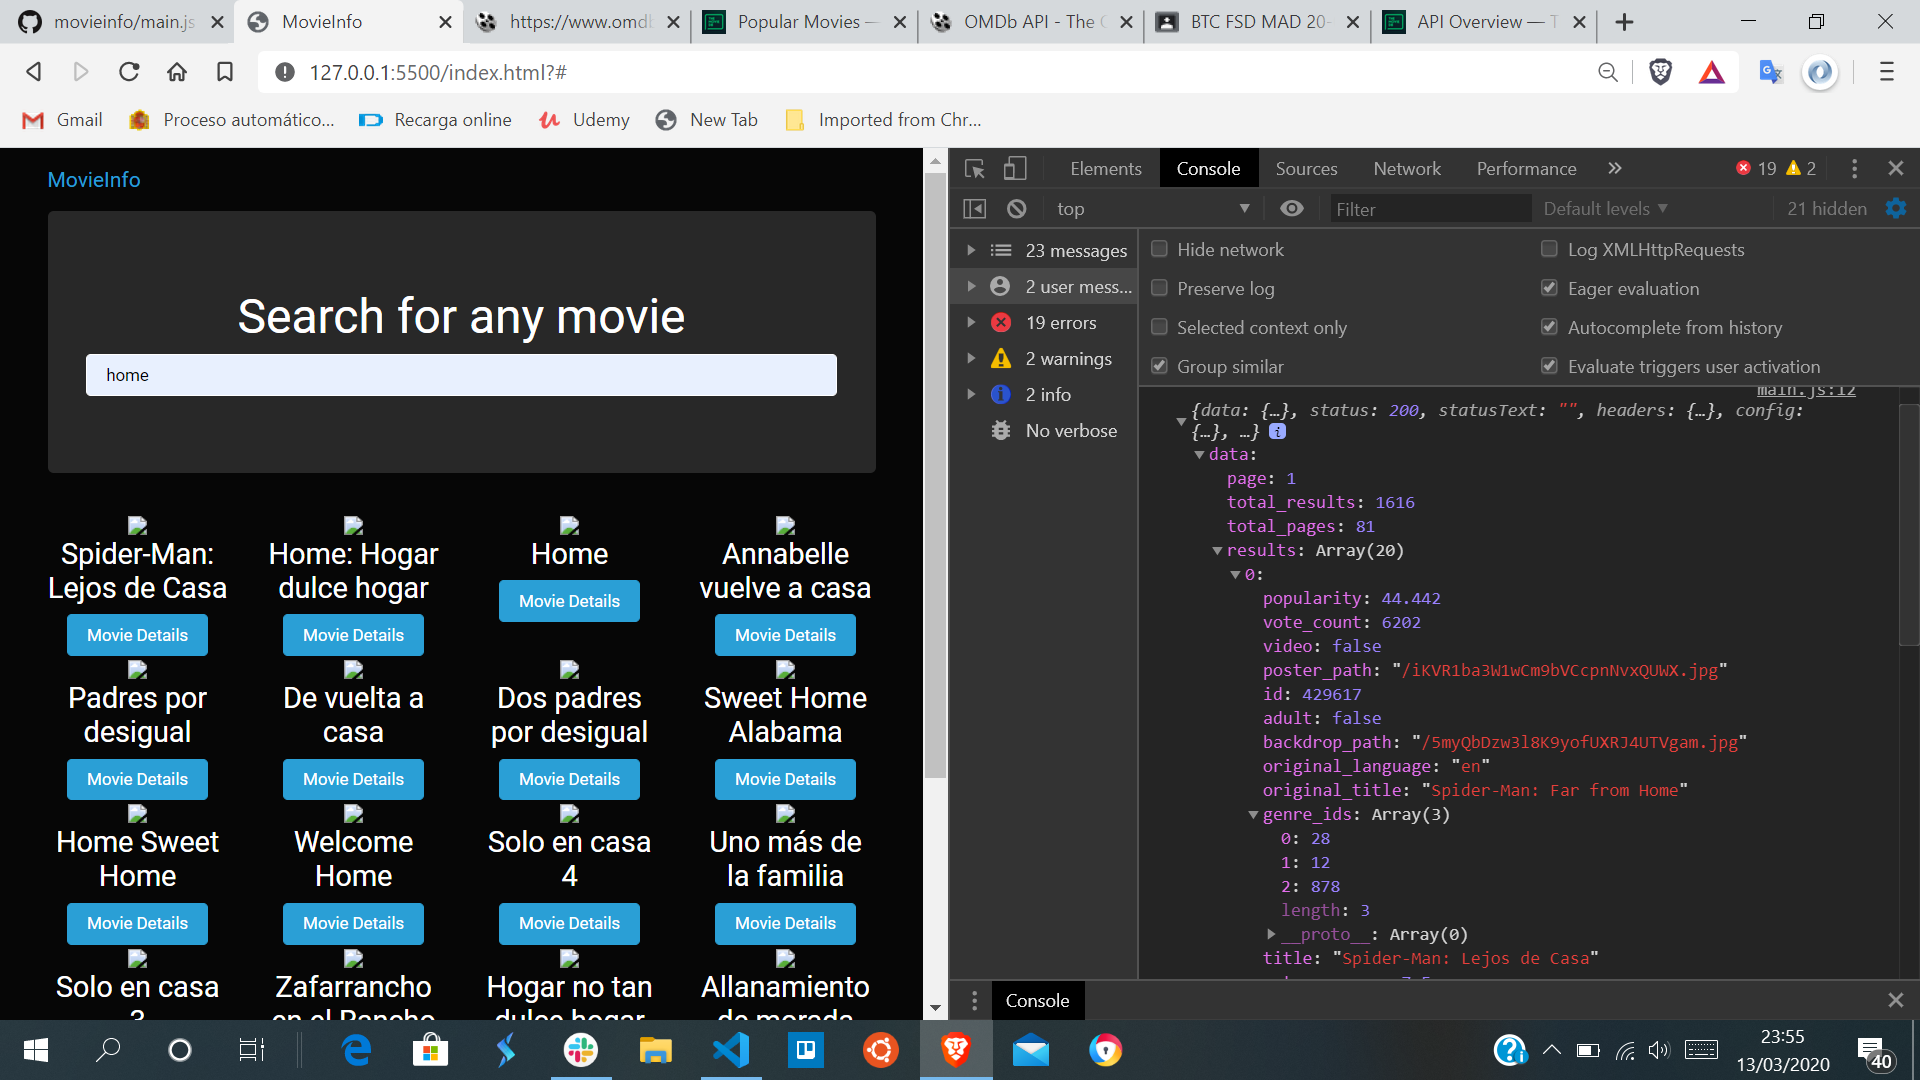 movieinfo/main.js
MovieInfo
https://www.omdb
Popular Movies —
OMDb API - The O
BTC FSD MAD 20-
API Overview — T
127.0.0.1:5500/index.html?#
Gmail
Proceso automático...
Recarga online
Udemy
New Tab
Imported from Chr...
MovieInfo
Search for any movie
home
Spider-Man: Lejos de Casa
Movie Details
Home: Hogar dulce hogar
Movie Details
Home
Movie Details
Annabelle vuelve a casa
Movie Details
Padres por desigual
Movie Details
De vuelta a casa
Movie Details
Dos padres por desigual
Movie Details
Sweet Home Alabama
Movie Details
Home Sweet Home
Movie Details
Welcome Home
Movie Details
Solo en casa 4
Movie Details
Uno más de la familia
Movie Details
Solo en casa 3
Zafarrancho en el Rancho
Hogar no tan dulce hogar
Allanamiento de morada
Elements Console Sources Network Performance » 19 2
top Filter Default levels 21 hidden
23 messages
2 user mess...
19 errors
2 warnings
2 info
No verbose
Hide network
Log XMLHttpRequests
Preserve log
Eager evaluation
Selected context only
Autocomplete from history
Group similar
Evaluate triggers user activation
main.js:12
{data: {…}, status: 200, statusText: "", headers: {…}, config:
{…}, …} i
data:
page: 1
total_results: 1616
total_pages: 81
results: Array(20)
0:
popularity: 44.442
vote_count: 6202
video: false
poster_path: "/iKVR1ba3W1wCm9bVCcpnNvxQUWX.jpg"
id: 429617
adult: false
backdrop_path: "/5myQbDzw3l8K9yofUXRJ4UTVgam.jpg"
original_language: "en"
original_title: "Spider-Man: Far from Home"
genre_ids: Array(3)
0: 28
1: 12
2: 878
length: 3
__proto__: Array(0)
title: "Spider-Man: Lejos de Casa"
Console
23:55
13/03/2020
40